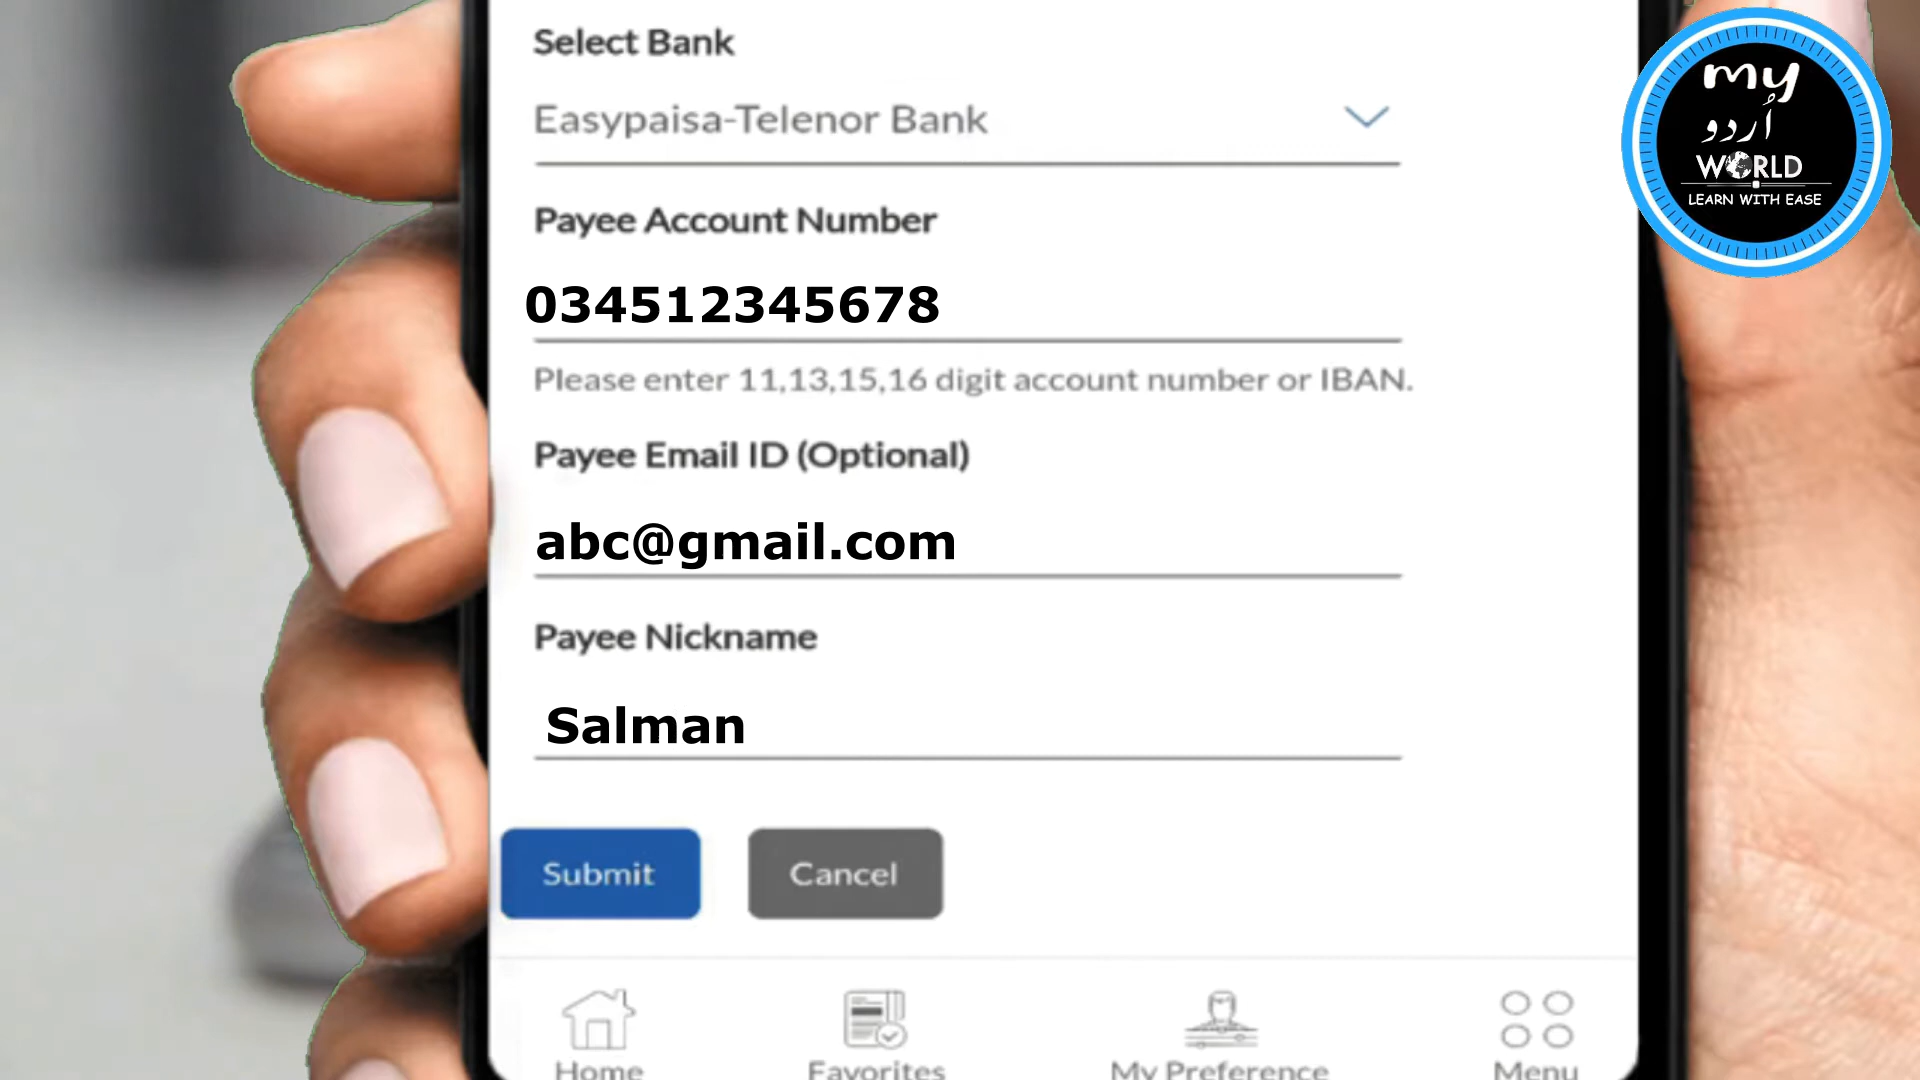 Select Bank
Easypaisa-Telenor Bank
Payee Account Number
034512345678
Please enter 11,13,15,16 digit account number or IBAN.
Payee Email ID (Optional)
abc@gmail.com
Payee Nickname
Salman
Submit Cancel
Home Favorites My Preference Menu
my
اُردو
WORLD
LEARN WITH EASE